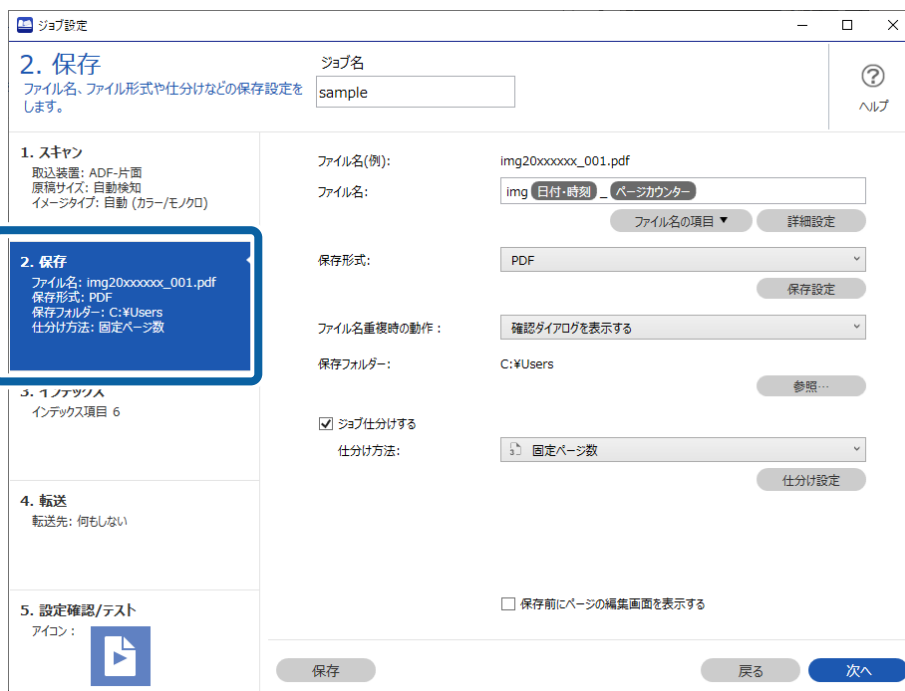 ジョブ設定
2. 保存
ファイル名、ファイル形式や仕分けなどの保存設定を
します。
ジョブ名
sample
ヘルプ
1. スキャン
取込装置: ADF-片面
原稿サイズ: 自動検知
イメージタイプ: 自動 (カラー/モノクロ)
2. 保存
ファイル名: img20xxxxxx_001.pdf
保存形式: PDF
保存フォルダー: C:¥Users
仕分け方法: 固定ページ数
3. インデックス
インデックス項目 6
4. 転送
転送先: 何もしない
5. 設定確認/テスト
アイコン :
ファイル名(例): img20xxxxxx_001.pdf
ファイル名: img 日付・時刻 _ ページカウンター
ファイル名の項目 ▼ 詳細設定
保存形式: PDF
保存設定
ファイル名重複時の動作 : 確認ダイアログを表示する
保存フォルダー: C:¥Users
参照…
ジョブ仕分けする
仕分け方法: 3 固定ページ数
仕分け設定
保存前にページの編集画面を表示する
保存 戻る 次へ